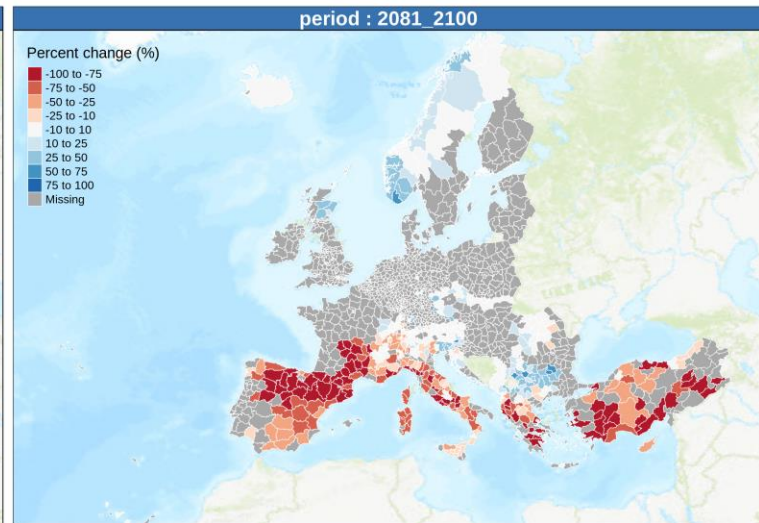 period : 2081_2100
Percent change (%)
-100 to -75
-75 to -50
-50 to -25
-25 to -10
-10 to 10
10 to 25
25 to 50
50 to 75
75 to 100
Missing